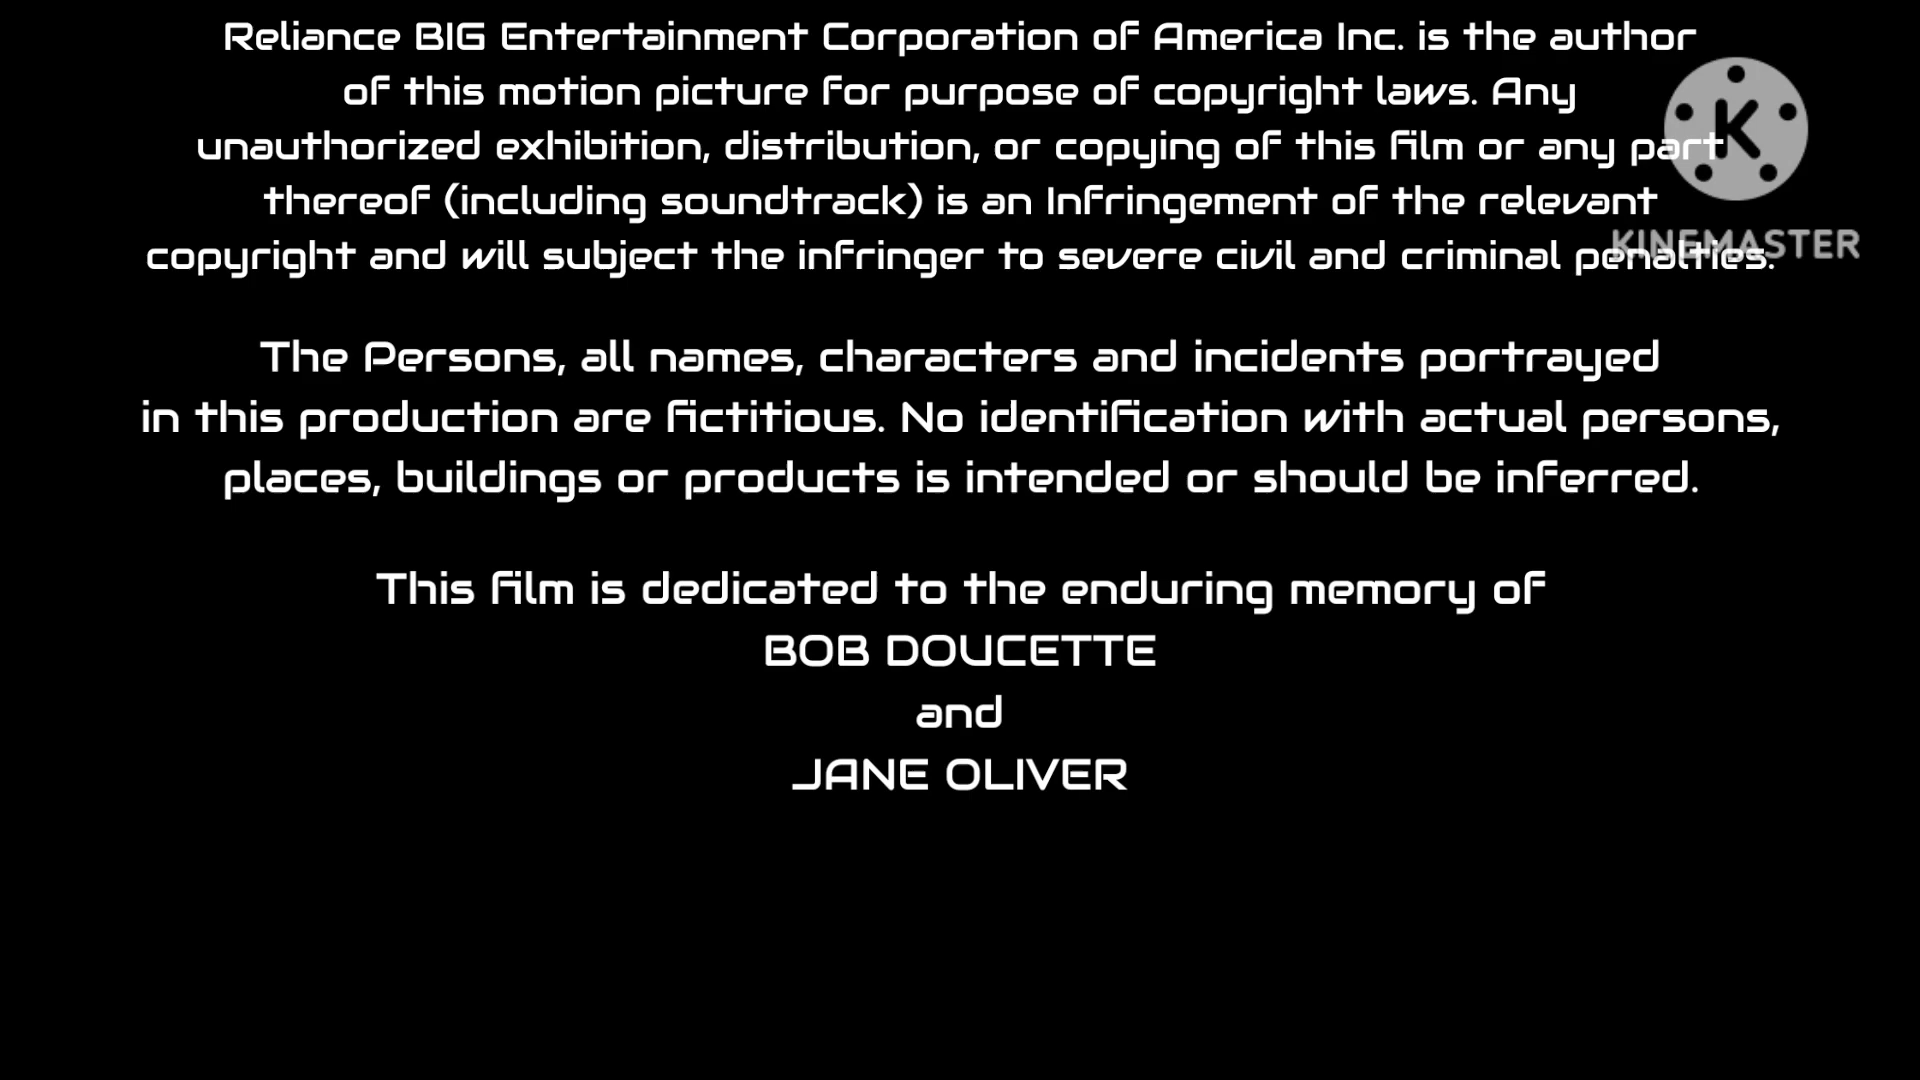 Reliance BIG Entertainment Corporation of America Inc. is the author
of this motion picture for purpose of copyright laws. Any
unauthorized exhibition, distribution, or copying of this film or any part
thereof (including soundtrack) is an Infringement of the relevant
copyright and will subject the infringer to severe civil and criminal penalties.
K
KINEMASTER
The Persons, all names, characters and incidents portrayed
in this production are fictitious. No identification with actual persons,
places, buildings or products is intended or should be inferred.
This film is dedicated to the enduring memory of
BOB DOUCETTE
and
JANE OLIVER